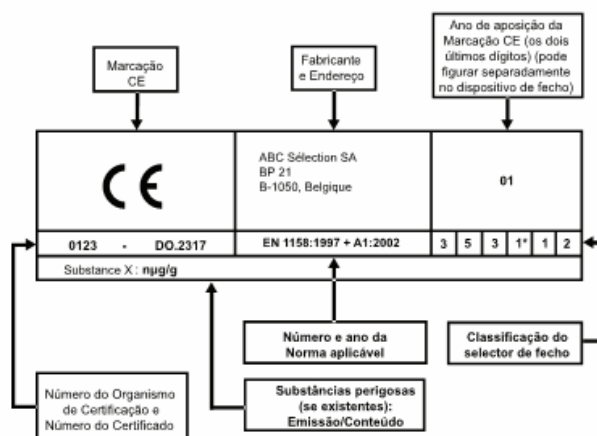 Marcação
CE
Fabricante
e Endereço
Ano de aposição da
Marcação CE (os dois
últimos dígitos) (pode
figurar separadamente
no dispositivo de fecho)
CE
ABC Sélection SA
BP 21
B-1050, Belgique
01
0123 - DO.2317
EN 1158:1997 + A1:2002
3 5 3 1* 1 2
Substance X : nµg/g
Número e ano da
Norma aplicável
Classificação do
selector de fecho
Número do Organismo
de Certificação e
Número do Certificado
Substâncias perigosas
(se existentes):
Emissão/Conteúdo